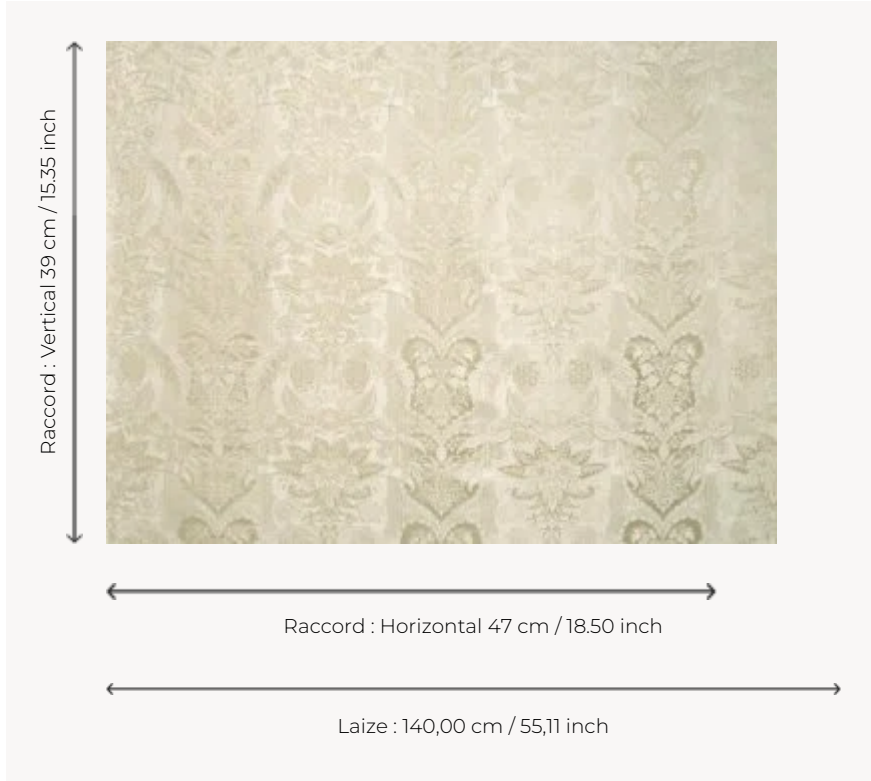 Raccord : Vertical 39 cm / 15.35 inch
Raccord : Horizontal 47 cm / 18.50 inch
Laize : 140,00 cm / 55,11 inch